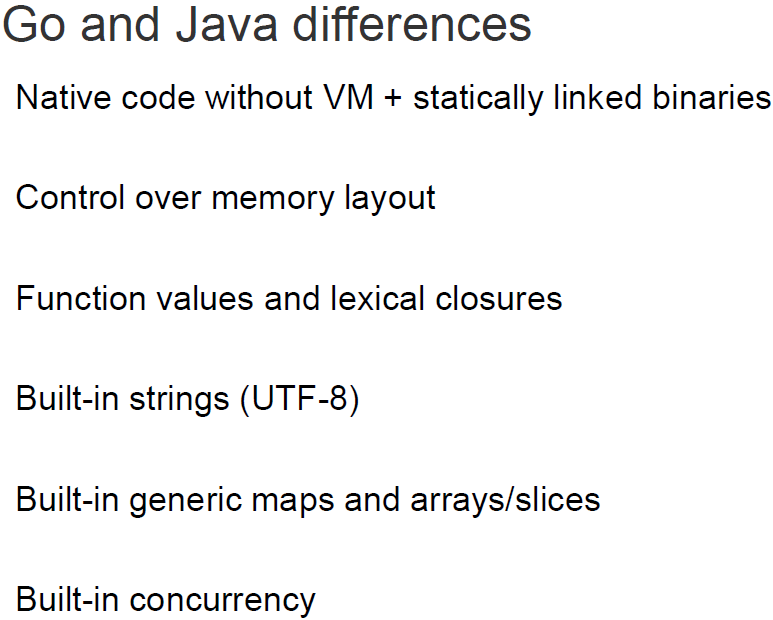 Go and Java differences
Native code without VM + statically linked binaries
Control over memory layout
Function values and lexical closures
Built-in strings (UTF-8)
Built-in generic maps and arrays/slices
Built-in concurrency